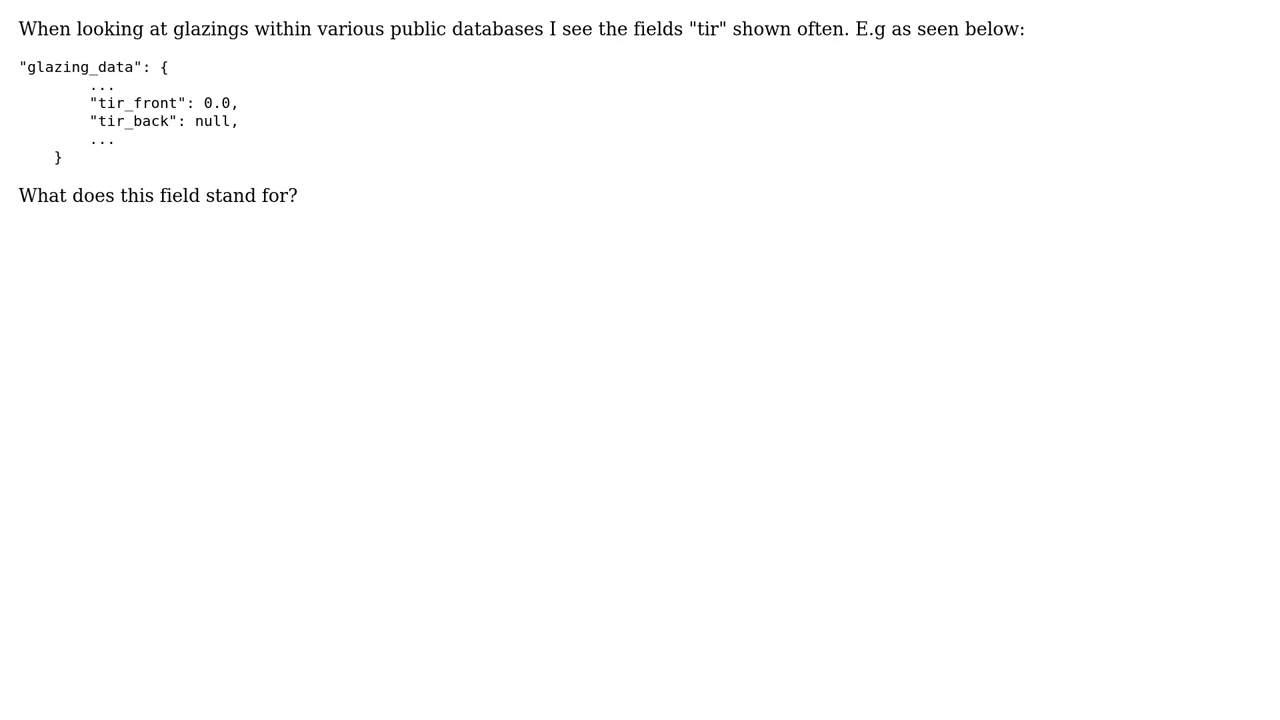 When looking at glazings within various public databases I see the fields "tir" shown often. E.g as seen below:
"glazing_data": {
        ...
        "tir_front": 0.0,
        "tir_back": null,
        ...
    }
What does this field stand for?